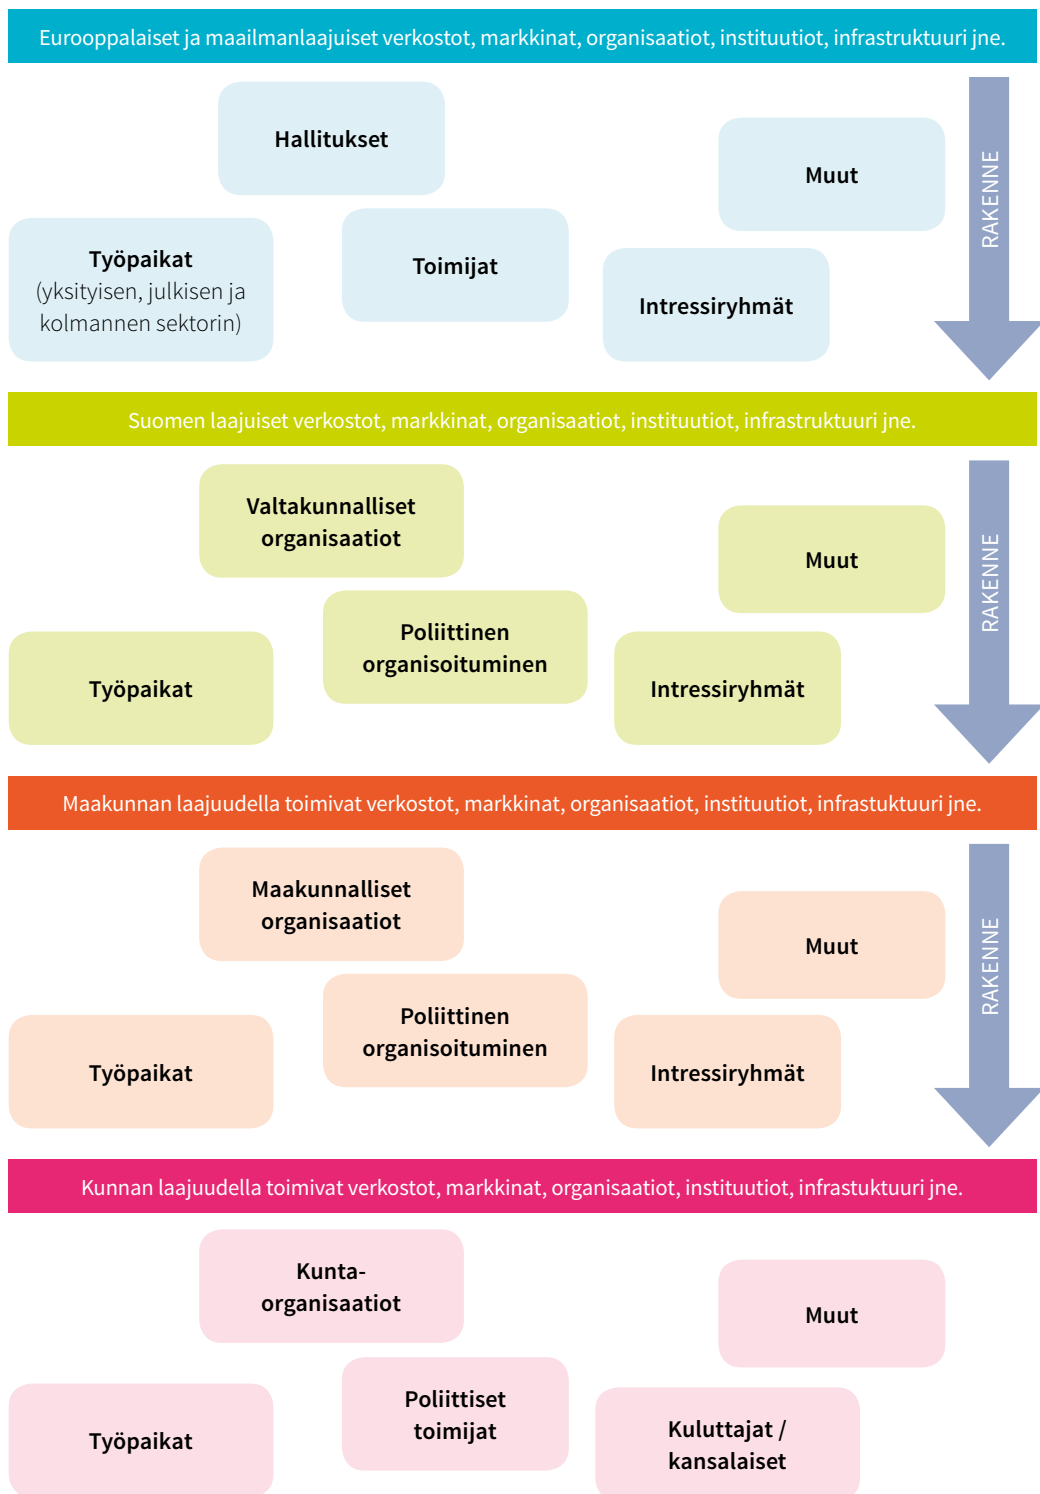 Eurooppalaiset ja maailmanlaajuiset verkostot, markkinat, organisaatiot, instituutiot, infrastruktuuri jne.
Hallitukset
Muut
RAKENNE
Työpaikat
(yksityisen, julkisen ja
kolmannen sektorin)
Toimijat
Intressiryhmät
Suomen laajuiset verkostot, markkinat, organisaatiot, instituutiot, infrastruktuuri jne.
Valtakunnalliset
organisaatiot
Muut
RAKENNE
Poliittinen
organisoituminen
Työpaikat
Intressiryhmät
Maakunnan laajuudella toimivat verkostot, markkinat, organisaatiot, instituutiot, infrastuktuuri jne.
Maakunnalliset
organisaatiot
Muut
RAKENNE
Poliittinen
organisoituminen
Työpaikat
Intressiryhmät
Kunnan laajuudella toimivat verkostot, markkinat, organisaatiot, instituutiot, infrastuktuuri jne.
Kunta-
organisaatiot
Muut
Poliittiset
toimijat
Työpaikat
Kuluttajat /
kansalaiset